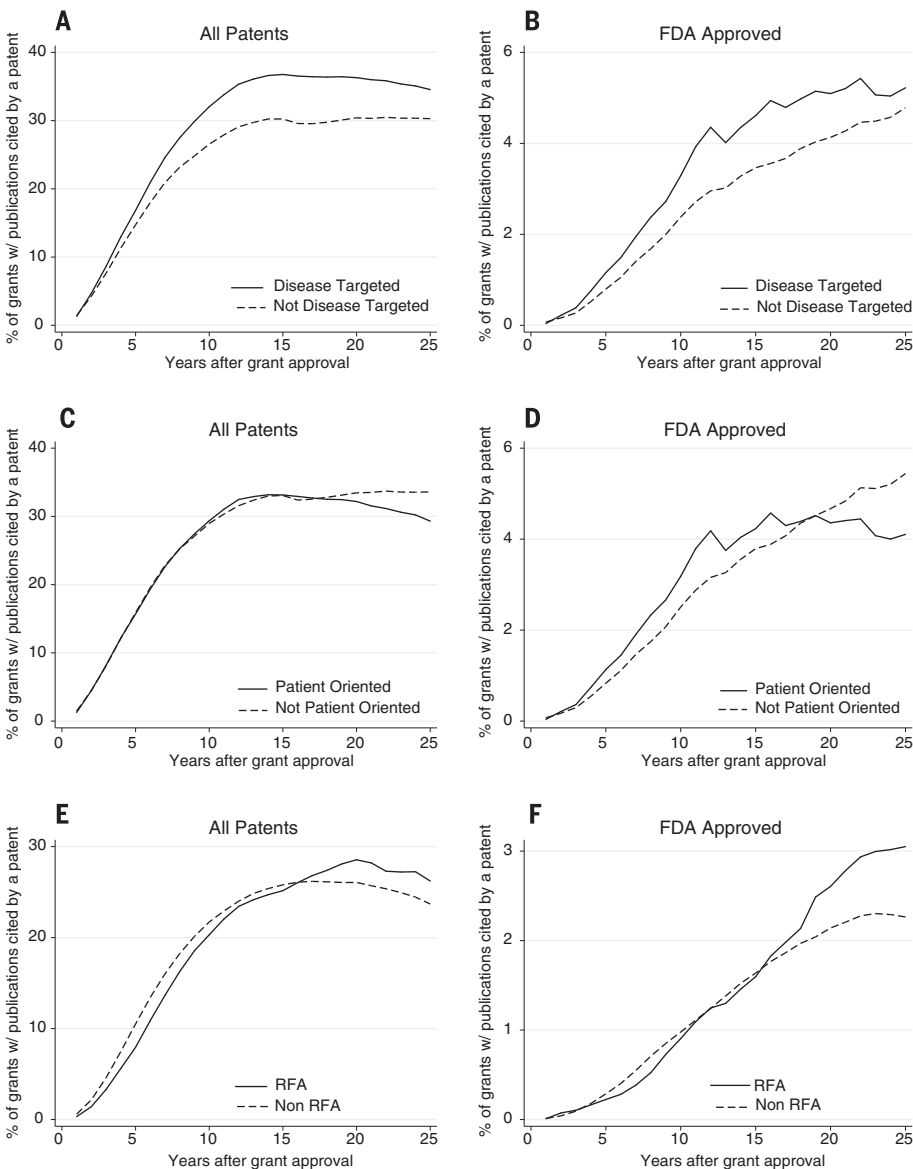 A
All Patents
% of grants w/ publications cited by a patent
40
30
20
10
0
Disease Targeted
Not Disease Targeted
0 5 10 15 20 25
Years after grant approval
B
FDA Approved
% of grants w/ publications cited by a patent
6
4
2
0
Disease Targeted
Not Disease Targeted
0 5 10 15 20 25
Years after grant approval
C
All Patents
% of grants w/ publications cited by a patent
40
30
20
10
0
Patient Oriented
Not Patient Oriented
0 5 10 15 20 25
Years after grant approval
D
FDA Approved
% of grants w/ publications cited by a patent
6
4
2
0
Patient Oriented
Not Patient Oriented
0 5 10 15 20 25
Years after grant approval
E
All Patents
% of grants w/ publications cited by a patent
30
20
10
0
RFA
Non RFA
0 5 10 15 20 25
Years after grant approval
F
FDA Approved
% of grants w/ publications cited by a patent
3
2
1
0
RFA
Non RFA
0 5 10 15 20 25
Years after grant approval